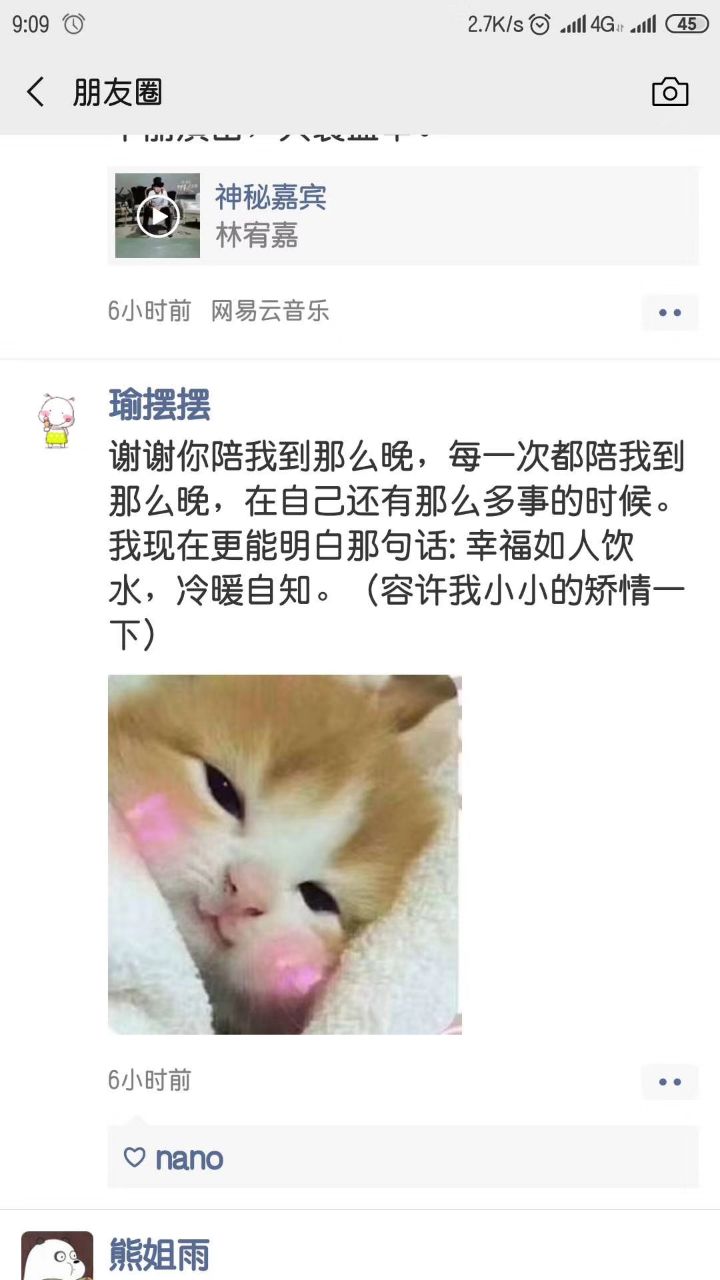 9:09
2.7K/s 4G 45
朋友圈
神秘嘉宾
林宥嘉
6小时前 网易云音乐
瑜摆摆
谢谢你陪我到那么晚，每一次都陪我到
那么晚，在自己还有那么多事的时候。
我现在更能明白那句话: 幸福如人饮
水，冷暖自知。（容许我小小的矫情一
下）
6小时前
nano
熊姐雨